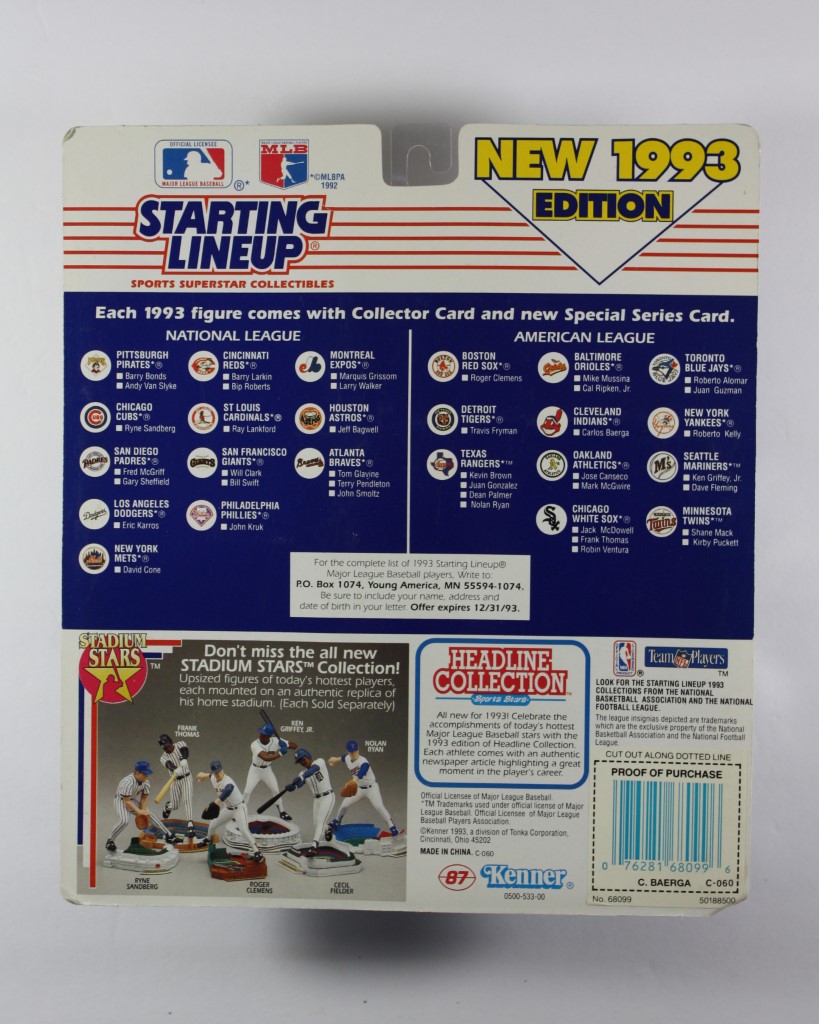 OFFICIAL LICENSEE
MAJOR LEAGUE BASEBALL
®*
MLB
*©MLBPA
1992
NEW 1993
EDITION
STARTING
LINEUP®
SPORTS SUPERSTAR COLLECTIBLES
Each 1993 figure comes with Collector Card and new Special Series Card.
NATIONAL LEAGUE
PITTSBURGH
PIRATES*®
■ Barry Bonds
■ Andy Van Slyke
CINCINNATI
REDS*®
■ Barry Larkin
■ Bip Roberts
MONTREAL
EXPOS*®
■ Marquis Grissom
■ Larry Walker
CHICAGO
CUBS*®
■ Ryne Sandberg
ST LOUIS
CARDINALS*®
■ Ray Lankford
HOUSTON
ASTROS*®
■ Jeff Bagwell
SAN DIEGO
PADRES*®
■ Fred McGriff
■ Gary Sheffield
SAN FRANCISCO
GIANTS*®
■ Will Clark
■ Bill Swift
ATLANTA
BRAVES*®
■ Tom Glavine
■ Terry Pendleton
■ John Smoltz
LOS ANGELES
DODGERS*®
■ Eric Karros
PHILADELPHIA
PHILLIES*®
■ John Kruk
NEW YORK
METS*®
■ David Cone
AMERICAN LEAGUE
BOSTON
RED SOX*®
■ Roger Clemens
BALTIMORE
ORIOLES*®
■ Mike Mussina
■ Cal Ripken, Jr.
TORONTO
BLUE JAYS*®
■ Roberto Alomar
■ Juan Guzman
DETROIT
TIGERS*®
■ Travis Fryman
CLEVELAND
INDIANS*®
■ Carlos Baerga
NEW YORK
YANKEES*®
■ Roberto Kelly
TEXAS
RANGERS*™
■ Kevin Brown
■ Juan Gonzalez
■ Dean Palmer
■ Nolan Ryan
OAKLAND
ATHLETICS*®
■ Jose Canseco
■ Mark McGwire
SEATTLE
MARINERS*™
■ Ken Griffey, Jr.
■ Dave Fleming
CHICAGO
WHITE SOX*®
■ Jack McDowell
■ Frank Thomas
■ Robin Ventura
MINNESOTA
TWINS*™
■ Shane Mack
■ Kirby Puckett
For the complete list of 1993 Starting Lineup®
Major League Baseball players, Write to:
P.O. Box 1074, Young America, MN 55594-1074.
Be sure to include your name, address and
date of birth in your letter. Offer expires 12/31/93.
STADIUM
STARS ™
Don't miss the all new
STADIUM STARS™ Collection!
Upsized figures of today's hottest players,
each mounted on an authentic replica of
his home stadium. (Each Sold Separately)
FRANK
THOMAS
KEN
GRIFFEY, JR.
NOLAN
RYAN
RYNE
SANDBERG
ROGER
CLEMENS
CECIL
FIELDER
HEADLINE
COLLECTION™
Sports Stars
All new for 1993! Celebrate the
accomplishments of today's hottest
Major League Baseball stars with the
1993 edition of Headline Collection.
Each athlete comes with an authentic
newspaper article highlighting a great
moment in the player's career.
Official Licensee of Major League Baseball.
*TM Trademarks used under official license of Major
League Baseball. Official Licensee of Major League
Baseball Players Association.
©Kenner 1993, a division of Tonka Corporation,
Cincinnati, Ohio 45202
MADE IN CHINA. C-060
87
Kenner®
0500-533-00
NBA
®
Team NFL Players
™
LOOK FOR THE STARTING LINEUP 1993
COLLECTIONS FROM THE NATIONAL
BASKETBALL ASSOCIATION AND THE NATIONAL
FOOTBALL LEAGUE.
The league insignias depicted are trademarks
which are the exclusive property of the National
Basketball Association and the National Football
League.
CUT OUT ALONG DOTTED LINE
PROOF OF PURCHASE
0 76281 68099 6
C. BAERGA C-060
No. 68099 50188500